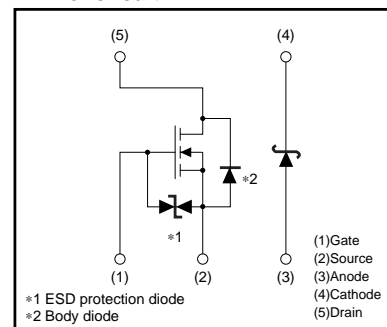 (5) (4)
∗2
∗1
(1) (2) (3)
(1)Gate
(2)Source
(3)Anode
(4)Cathode
(5)Drain
∗1 ESD protection diode
∗2 Body diode